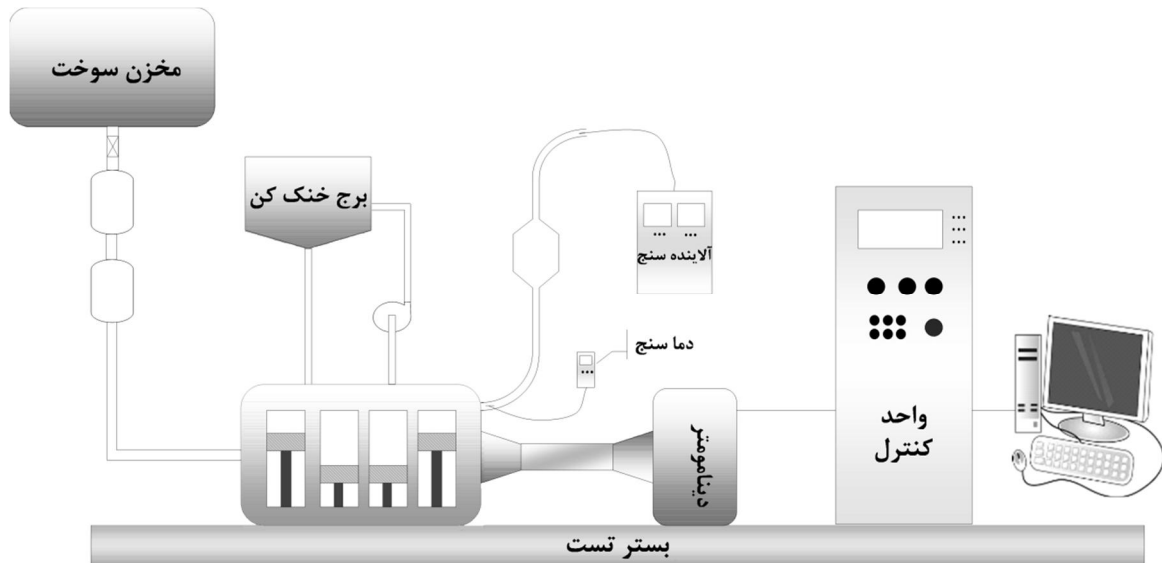 مخزن سوخت
برج خنک کن
آلاینده سنج
دما سنج
دینامومتر
واحد
کنترل
بستر تست